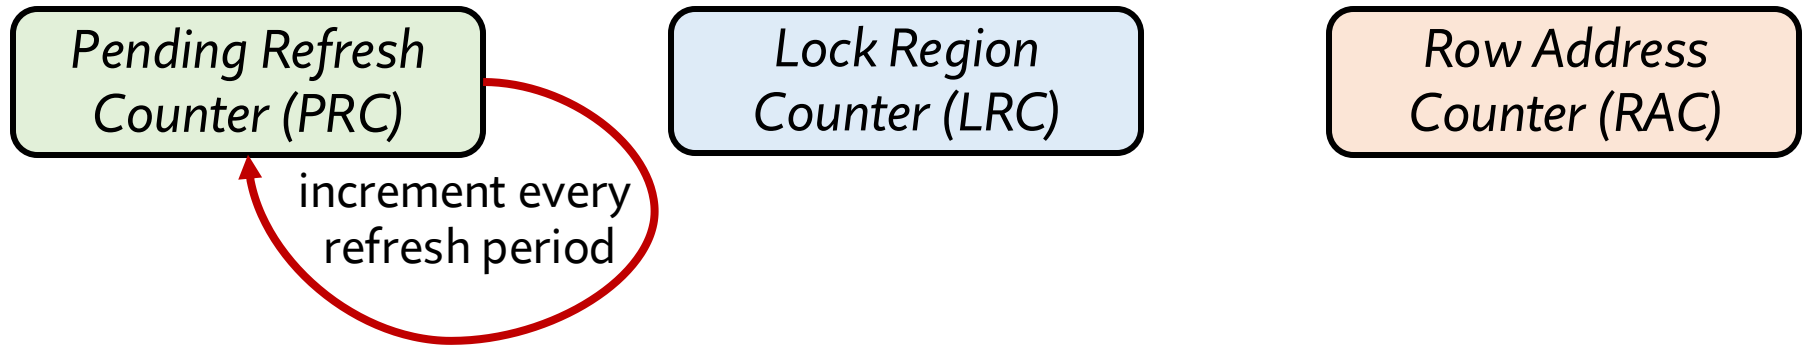 Pending Refresh
Counter (PRC)
Lock Region
Counter (LRC)
Row Address
Counter (RAC)
increment every
refresh period